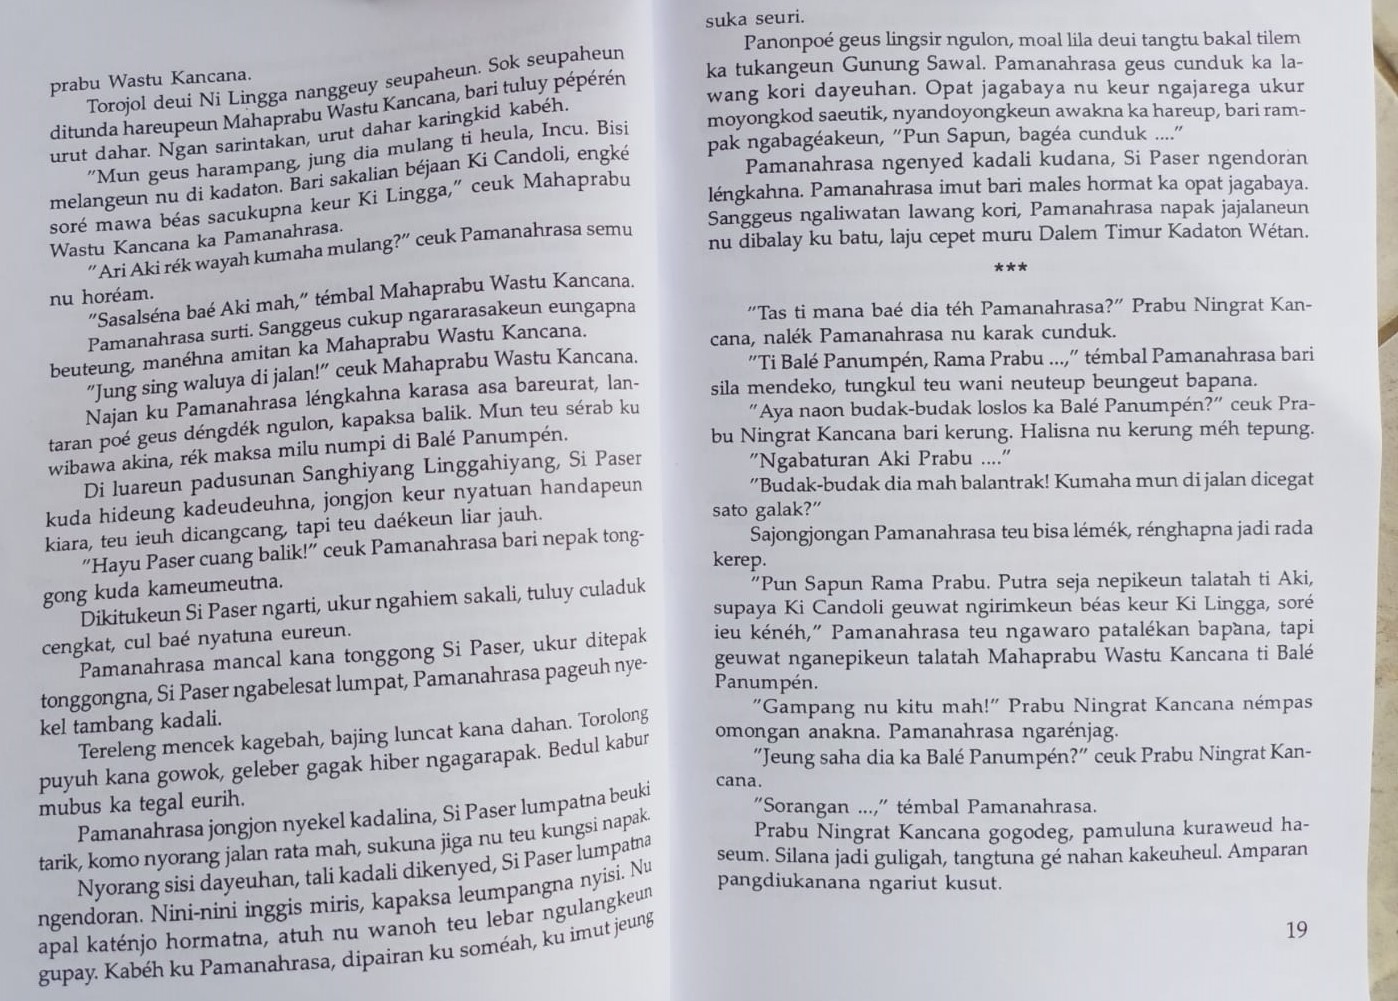 prabu Wastu Kancana.
Torojol deui Ni Lingga nanggeuy seupaheun. Sok seupaheun
ditunda hareupeun Mahaprabu Wastu Kancana, bari tuluy pépérén
urut dahar. Ngan sarintakan, urut dahar karingkid kabéh.
"Mun geus harampang, jung dia mulang ti heula, Incu. Bisi
melangeun nu di kadaton. Bari sakalian béjaan Ki Candoli, engké
soré mawa béas sacukupna keur Ki Lingga," ceuk Mahaprabu
Wastu Kancana ka Pamanahrasa.
"Ari Aki rék wayah kumaha mulang?" ceuk Pamanahrasa semu
nu horéam.
"Sasalséna baé Aki mah," témbal Mahaprabu Wastu Kancana.
Pamanahrasa surti. Sanggeus cukup ngararasakeun eungapna
beuteung, manéhna amitan ka Mahaprabu Wastu Kancana.
"Jung sing waluya di jalan!" ceuk Mahaprabu Wastu Kancana.
Najan ku Pamanahrasa léngkahna karasa asa bareurat, lan-
taran poé geus déngdék ngulon, kapaksa balik. Mun teu sérab ku
wibawa akina, rék maksa milu numpi di Balé Panumpén.
Di luareun padusunan Sanghiyang Linggahiyang, Si Paser
kuda hideung kadeudeuhna, jongjon keur nyatuan handapeun
kiara, teu ieuh dicangcang, tapi teu daékeun liar jauh.
"Hayu Paser cuang balik!" ceuk Pamanahrasa bari nepak tong-
gong kuda kameumeutna.
Dikitukeun Si Paser ngarti, ukur ngahiem sakali, tuluy culaduk
cengkat, cul baé nyatuna eureun.
Pamanahrasa mancal kana tonggong Si Paser, ukur ditepak
tonggongna, Si Paser ngabelesat lumpat, Pamanahrasa pageuh nye-
kel tambang kadali.
Tereleng mencek kagebah, bajing luncat kana dahan. Torolong
puyuh kana gowok, geleber gagak hiber ngagarapak. Bedul kabur
mubus ka tegal eurih.
Pamanahrasa jongjon nyekel kadalina, Si Paser lumpatna beuki
tarik, komo nyorang jalan rata mah, sukuna jiga nu teu kungsi napak.
Nyorang sisi dayeuhan, tali kadali dikenyed, Si Paser lumpatna
ngendoran. Nini-nini inggis miris, kapaksa leumpangna nyisi. Nu
apal katénjo hormatna, atuh nu wanoh teu lebar ngulangkeun
gupay. Kabéh ku Pamanahrasa, dipairan ku soméah, ku imut jeung
suka seuri.
Panonpoé geus lingsir ngulon, moal lila deui tangtu bakal tilem
ka tukangeun Gunung Sawal. Pamanahrasa geus cunduk ka la-
wang kori dayeuhan. Opat jagabaya nu keur ngajarega ukur
moyongkod saeutik, nyandoyongkeun awakna ka hareup, bari ram-
pak ngabagéakeun, "Pun Sapun, bagéa cunduk ...."
Pamanahrasa ngenyed kadali kudana, Si Paser ngendoran
léngkahna. Pamanahrasa imut bari males hormat ka opat jagabaya.
Sanggeus ngaliwatan lawang kori, Pamanahrasa napak jajalaneun
nu dibalay ku batu, laju cepet muru Dalem Timur Kadaton Wétan.
***
"Tas ti mana baé dia téh Pamanahrasa?" Prabu Ningrat Kan-
cana, nalék Pamanahrasa nu karak cunduk.
"Ti Balé Panumpén, Rama Prabu ...," témbal Pamanahrasa bari
sila mendeko, tungkul teu wani neuteup beungeut bapana.
"Aya naon budak-budak loslos ka Balé Panumpén?" ceuk Pra-
bu Ningrat Kancana bari kerung. Halisna nu kerung méh tepung.
"Ngabaturan Aki Prabu ...."
"Budak-budak dia mah balantrak! Kumaha mun di jalan dicegat
sato galak?"
Sajongjongan Pamanahrasa teu bisa lémék, rénghapna jadi rada
kerep.
"Pun Sapun Rama Prabu. Putra seja nepikeun talatah ti Aki,
supaya Ki Candoli geuwat ngirimkeun béas keur Ki Lingga, soré
ieu kénéh," Pamanahrasa teu ngawaro patalékan bapana, tapi
geuwat nganepikeun talatah Mahaprabu Wastu Kancana ti Balé
Panumpén.
"Gampang nu kitu mah!" Prabu Ningrat Kancana némpas
omongan anakna. Pamanahrasa ngarénjag.
"Jeung saha dia ka Balé Panumpén?" ceuk Prabu Ningrat Kan-
cana.
"Sorangan ...," témbal Pamanahrasa.
Prabu Ningrat Kancana gogodeg, pamuluna kuraweud ha-
seum. Silana jadi guligah, tangtuna gé nahan kakeuheul. Amparan
pangdiukanana ngariut kusut.
19